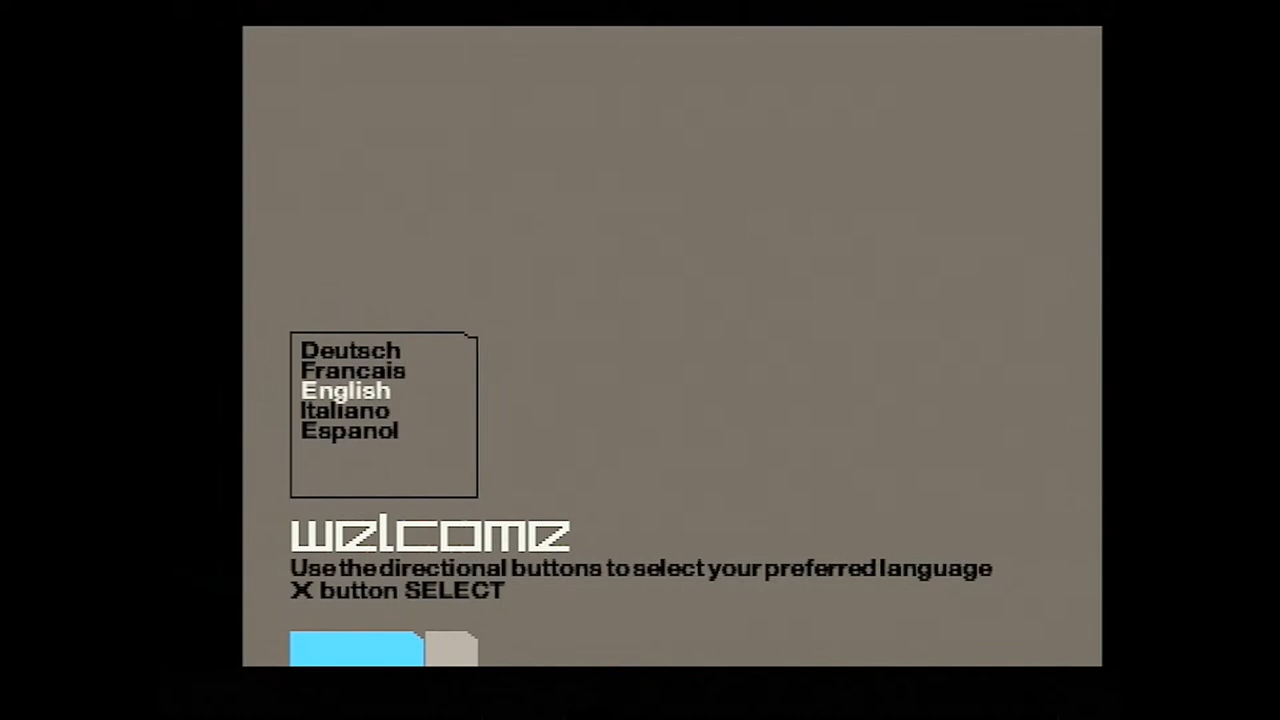 Deutsch
Francais
English
Italiano
Espanol
welcome
Use the directional buttons to select your preferred language
X button SELECT